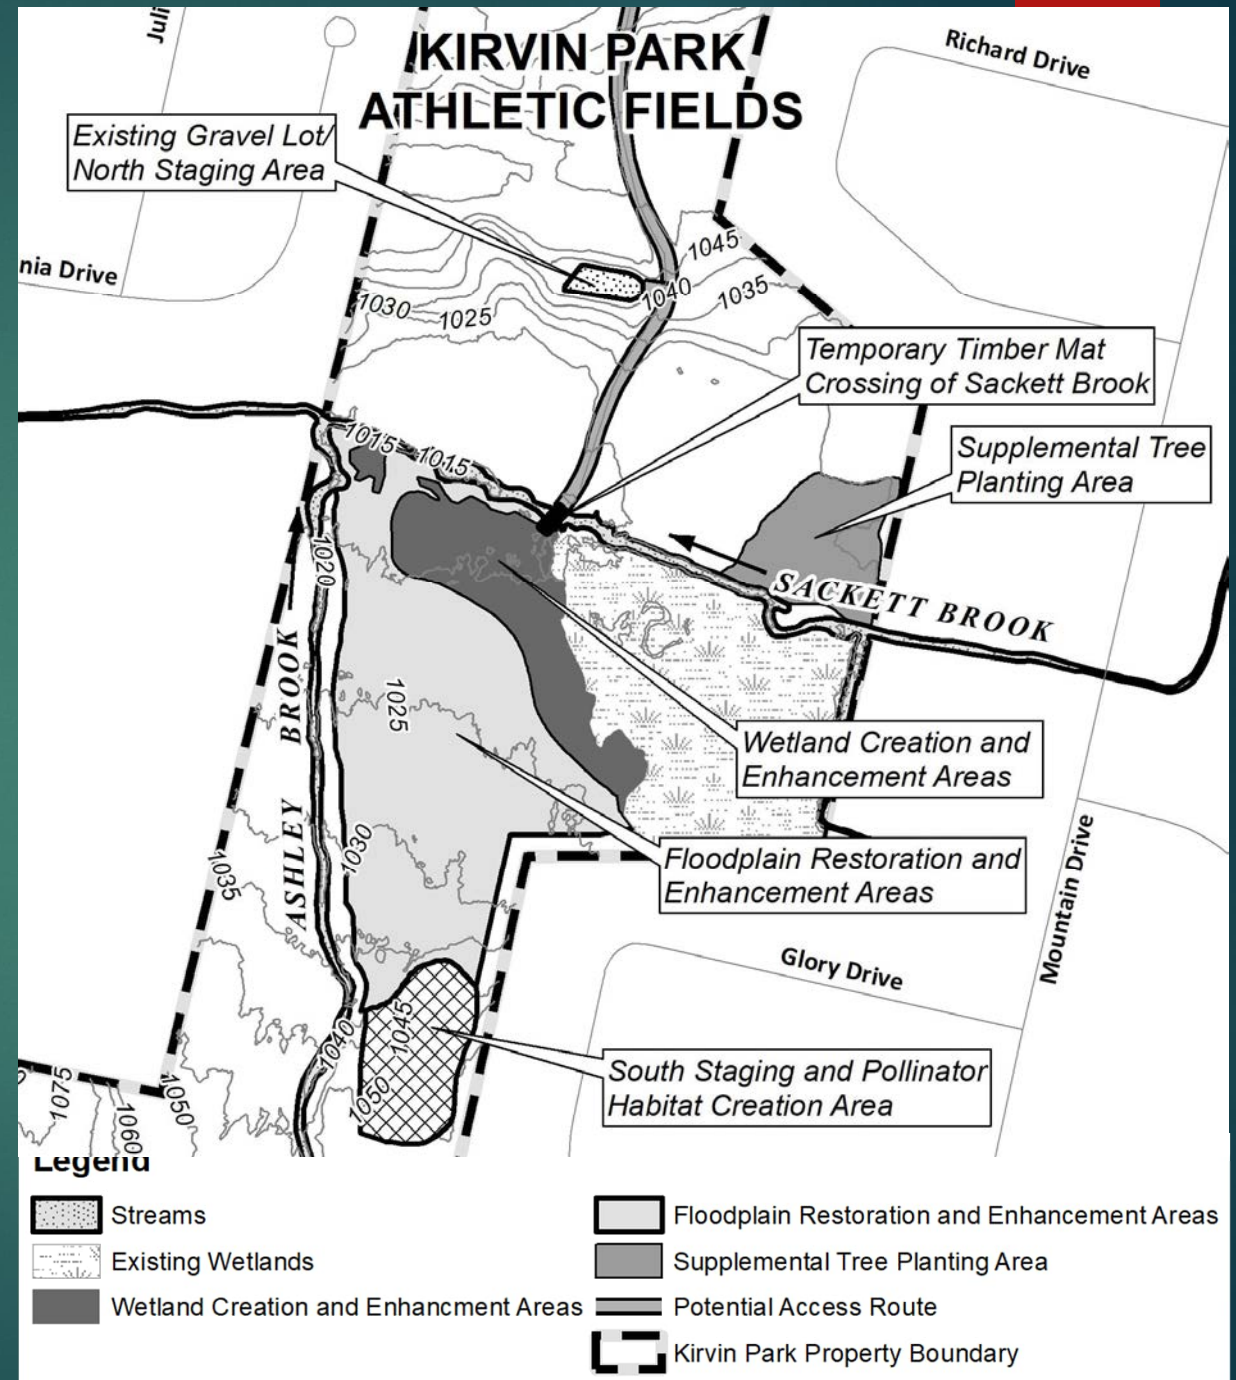 Juli
KIRVIN PARK
ATHLETIC FIELDS
Richard Drive
Existing Gravel Lot/
North Staging Area
nia Drive
1045
1040
1035
1030
1025
Temporary Timber Mat
Crossing of Sackett Brook
Supplemental Tree
Planting Area
1015
1015
1020
SACKETT BROOK
ASHLEY BROOK
1025
Wetland Creation and
Enhancement Areas
1030
1035
Floodplain Restoration and
Enhancement Areas
Mountain Drive
Glory Drive
1045
1040
1050
South Staging and Pollinator
Habitat Creation Area
1075
1060
1050
Legend
Streams
Existing Wetlands
Wetland Creation and Enhancment Areas
Floodplain Restoration and Enhancement Areas
Supplemental Tree Planting Area
Potential Access Route
Kirvin Park Property Boundary